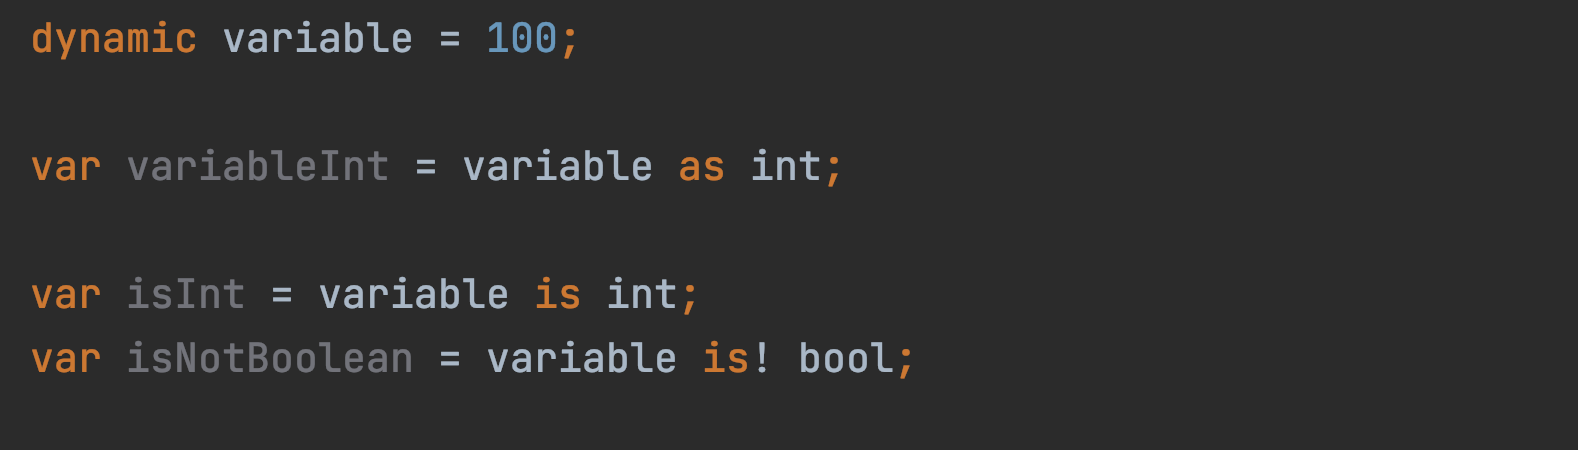 dynamic variable = 100;
var variableInt = variable as int;
var isInt = variable is int;
var isNotBoolean = variable is! bool;